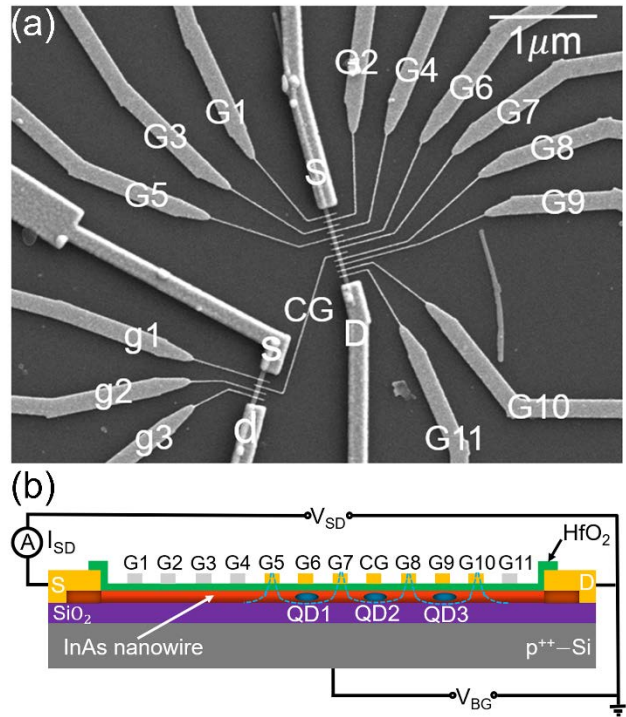 (a)
1μm
G1
G2
G4
G6
G7
G3
G8
G5
S
G9
CG
D
g1
S
g2
G10
g3
d
G11
(b)
V_SD
HfO₂
A
I_SD
G1 G2 G3 G4 G5 G6 G7 CG G8 G9 G10 G11
S
D
SiO₂
QD1 QD2 QD3
InAs nanowire
p⁺⁺−Si
V_BG